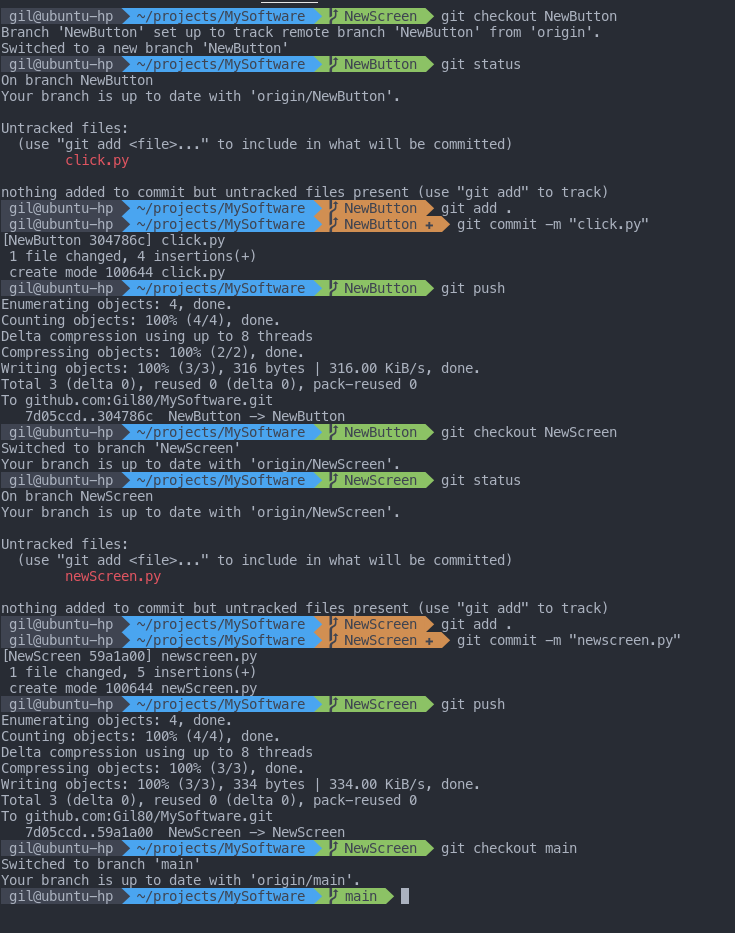 gil@ubuntu-hp ~/projects/MySoftware NewScreen git checkout NewButton
Branch 'NewButton' set up to track remote branch 'NewButton' from 'origin'.
Switched to a new branch 'NewButton'
gil@ubuntu-hp ~/projects/MySoftware NewButton git status
On branch NewButton
Your branch is up to date with 'origin/NewButton'.
Untracked files:
(use "git add <file>..." to include in what will be committed)
click.py
nothing added to commit but untracked files present (use "git add" to track)
gil@ubuntu-hp ~/projects/MySoftware NewButton git add .
gil@ubuntu-hp ~/projects/MySoftware NewButton + git commit -m "click.py"
[NewButton 304786c] click.py
1 file changed, 4 insertions(+)
create mode 100644 click.py
gil@ubuntu-hp ~/projects/MySoftware NewButton git push
Enumerating objects: 4, done.
Counting objects: 100% (4/4), done.
Delta compression using up to 8 threads
Compressing objects: 100% (2/2), done.
Writing objects: 100% (3/3), 316 bytes | 316.00 KiB/s, done.
Total 3 (delta 0), reused 0 (delta 0), pack-reused 0
To github.com:Gil80/MySoftware.git
7d05ccd..304786c NewButton -> NewButton
gil@ubuntu-hp ~/projects/MySoftware NewButton git checkout NewScreen
Switched to branch 'NewScreen'
Your branch is up to date with 'origin/NewScreen'.
gil@ubuntu-hp ~/projects/MySoftware NewScreen git status
On branch NewScreen
Your branch is up to date with 'origin/NewScreen'.
Untracked files:
(use "git add <file>..." to include in what will be committed)
newScreen.py
nothing added to commit but untracked files present (use "git add" to track)
gil@ubuntu-hp ~/projects/MySoftware NewScreen git add .
gil@ubuntu-hp ~/projects/MySoftware NewScreen + git commit -m "newscreen.py"
[NewScreen 59a1a00] newscreen.py
1 file changed, 5 insertions(+)
create mode 100644 newScreen.py
gil@ubuntu-hp ~/projects/MySoftware NewScreen git push
Enumerating objects: 4, done.
Counting objects: 100% (4/4), done.
Delta compression using up to 8 threads
Compressing objects: 100% (3/3), done.
Writing objects: 100% (3/3), 334 bytes | 334.00 KiB/s, done.
Total 3 (delta 0), reused 0 (delta 0), pack-reused 0
To github.com:Gil80/MySoftware.git
7d05ccd..59a1a00 NewScreen -> NewScreen
gil@ubuntu-hp ~/projects/MySoftware NewScreen git checkout main
Switched to branch 'main'
Your branch is up to date with 'origin/main'.
gil@ubuntu-hp ~/projects/MySoftware main